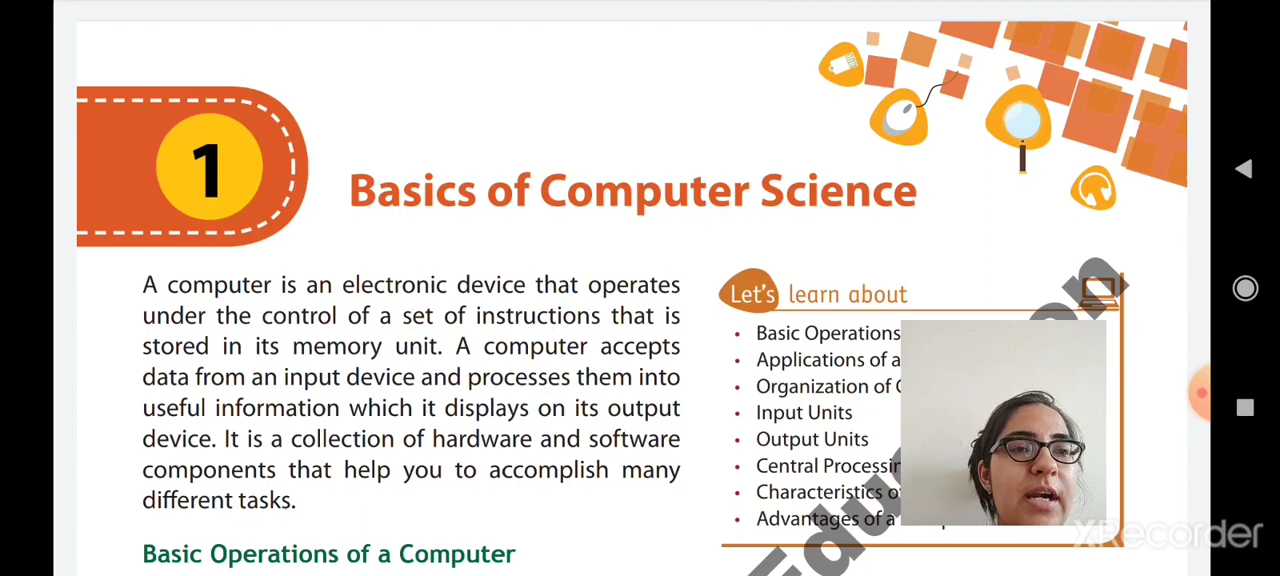 1
Basics of Computer Science
A computer is an electronic device that operates
under the control of a set of instructions that is
stored in its memory unit. A computer accepts
data from an input device and processes them into
useful information which it displays on its output
device. It is a collection of hardware and software
components that help you to accomplish many
different tasks.
Basic Operations of a Computer
Let's learn about
• Basic Operations
• Applications of a
• Organization of
• Input Units
• Output Units
• Central
• Characteristics
• Advantages of a
XRecorder